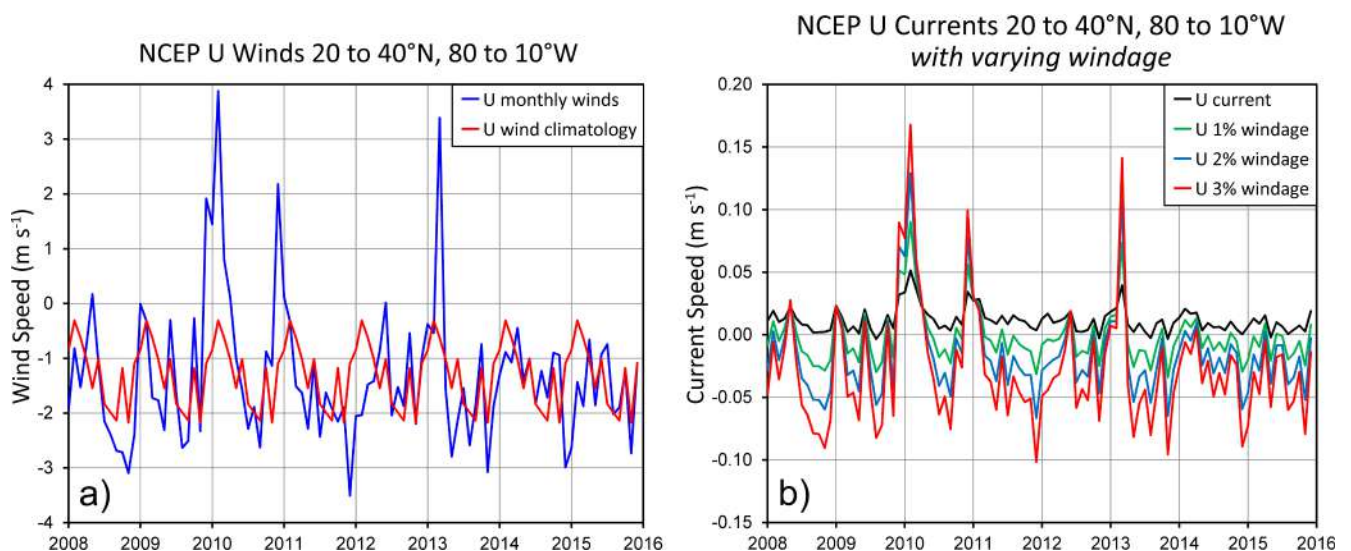 NCEP U Winds 20 to 40°N, 80 to 10°W
U monthly winds
U wind climatology
Wind Speed (m s⁻¹)
4
3
2
1
0
-1
-2
-3
-4
a)
2008 2009 2010 2011 2012 2013 2014 2015 2016
NCEP U Currents 20 to 40°N, 80 to 10°W
with varying windage
U current
U 1% windage
U 2% windage
U 3% windage
Current Speed (m s⁻¹)
0.20
0.15
0.10
0.05
0.00
-0.05
-0.10
-0.15
b)
2008 2009 2010 2011 2012 2013 2014 2015 2016